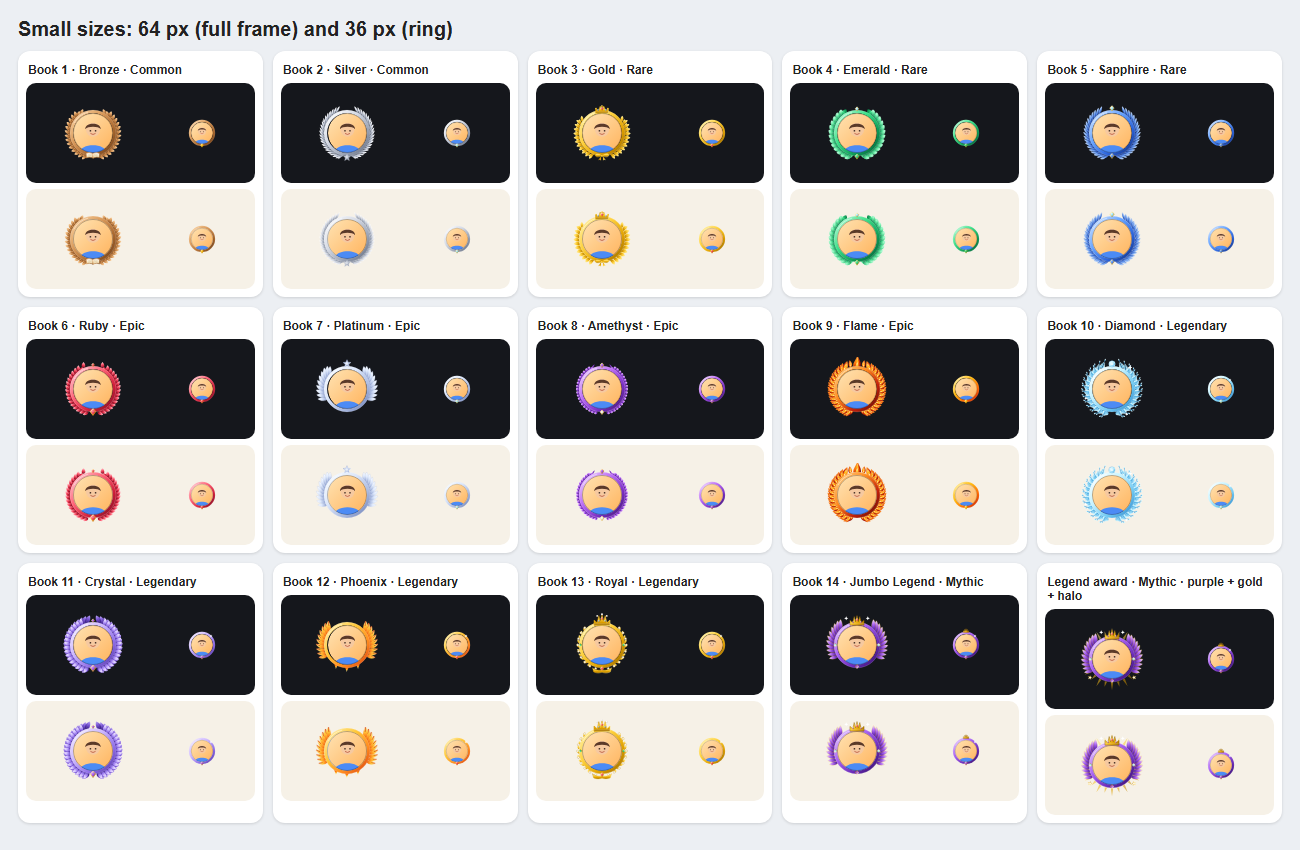 Small sizes: 64 px (full frame) and 36 px (ring)
Book 1 · Bronze · Common
Book 2 · Silver · Common
Book 3 · Gold · Rare
Book 4 · Emerald · Rare
Book 5 · Sapphire · Rare
Book 6 · Ruby · Epic
Book 7 · Platinum · Epic
Book 8 · Amethyst · Epic
Book 9 · Flame · Epic
Book 10 · Diamond · Legendary
Book 11 · Crystal · Legendary
Book 12 · Phoenix · Legendary
Book 13 · Royal · Legendary
Book 14 · Jumbo Legend · Mythic
Legend award · Mythic · purple + gold
+ halo